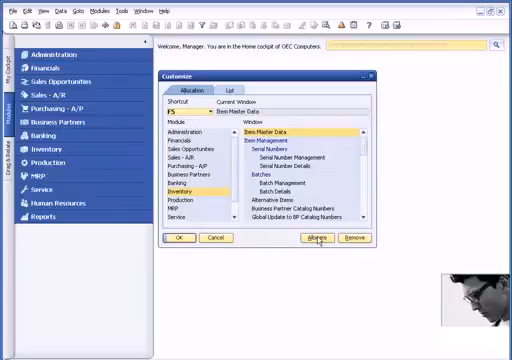 File Edit View Data Goto Modules Tools Window Help
Welcome, Manager. You are in the Home cockpit of OEC Computers.
My Cockpit
Modules
Drag & Relate
Administration
Financials
Sales Opportunities
Sales - A/R
Purchasing - A/P
Business Partners
Banking
Inventory
Production
MRP
Service
Human Resources
Reports
Customize
Allocation List
Shortcut Current Window
F5 Item Master Data
Module Window
Administration
Financials
Sales Opportunities
Sales - A/R
Purchasing - A/P
Business Partners
Banking
Inventory
Production
MRP
Service
Item Master Data
Item Management
Serial Numbers
Serial Number Management
Serial Number Details
Batches
Batch Management
Batch Details
Alternative Items
Business Partner Catalog Numbers
Global Update to BP Catalog Numbers
OK Cancel Allocate Remove